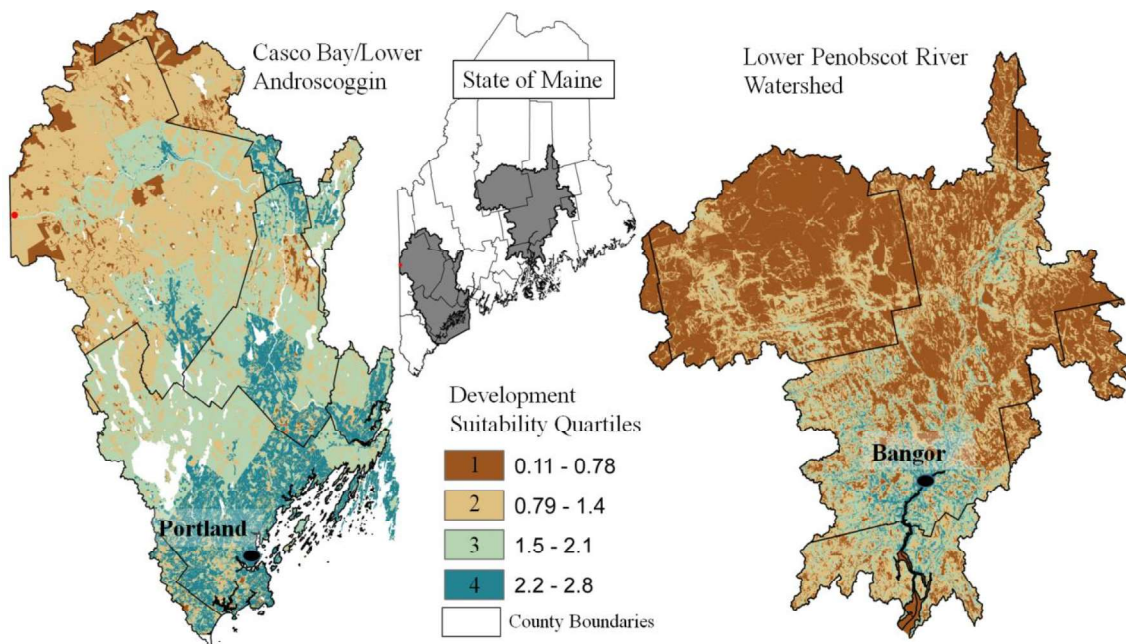 Casco Bay/Lower
Androscoggin
State of Maine
Lower Penobscot River
Watershed
Portland
Bangor
Development
Suitability Quartiles
1 0.11 - 0.78
2 0.79 - 1.4
3 1.5 - 2.1
4 2.2 - 2.8
County Boundaries